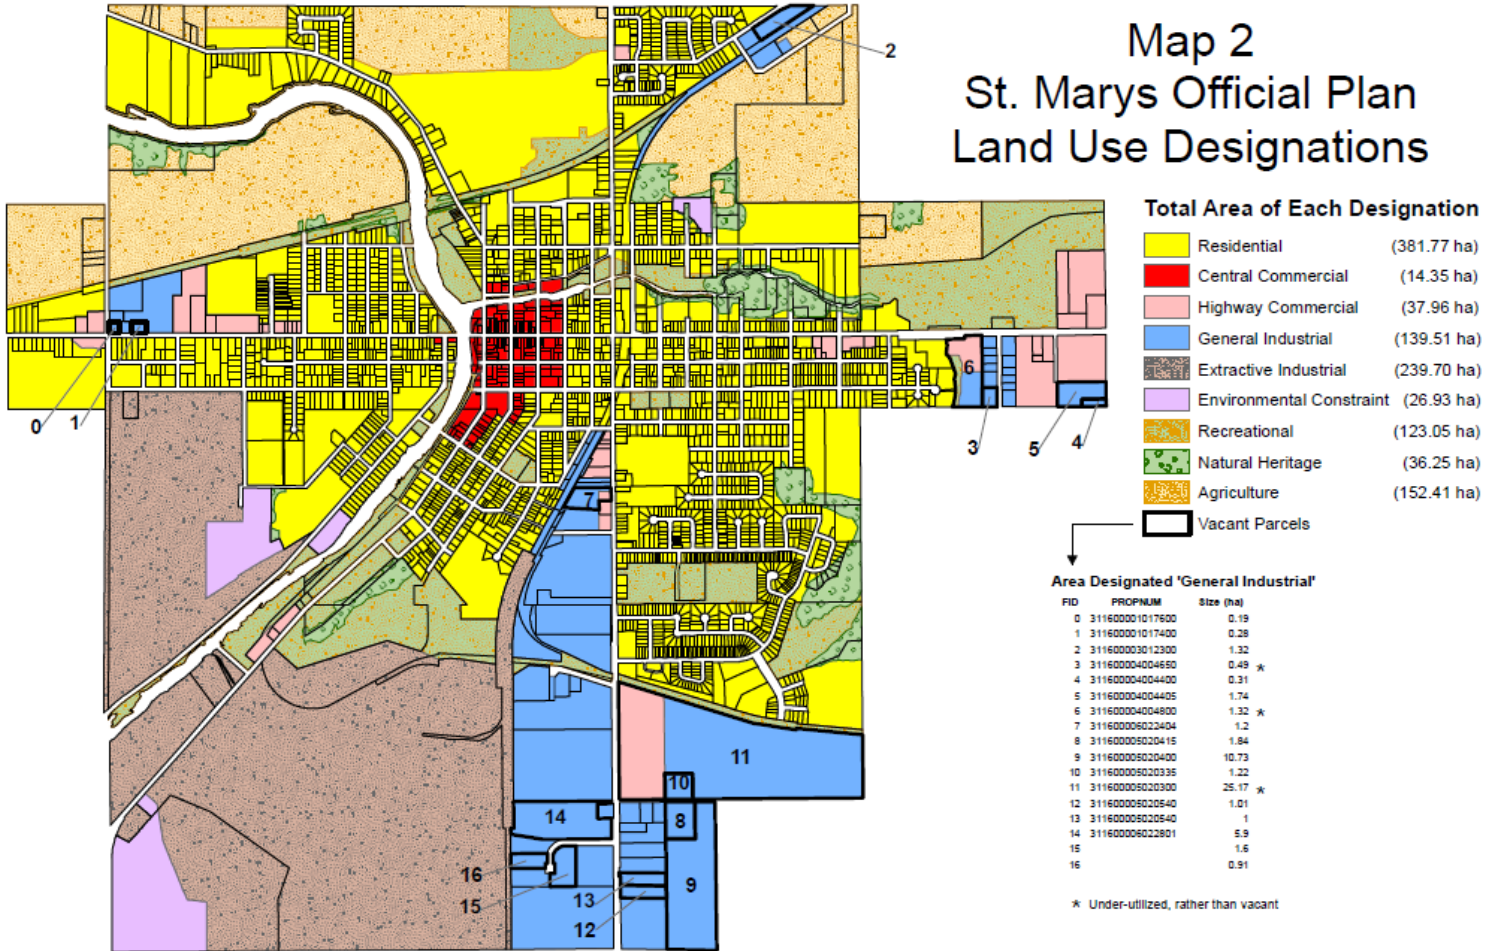 Map 2
St. Marys Official Plan
Land Use Designations
Total Area of Each Designation
Residential (381.77 ha)
Central Commercial (14.35 ha)
Highway Commercial (37.96 ha)
General Industrial (139.51 ha)
Extractive Industrial (239.70 ha)
Environmental Constraint (26.93 ha)
Recreational (123.05 ha)
Natural Heritage (36.25 ha)
Agriculture (152.41 ha)
Vacant Parcels
Area Designated 'General Industrial'
FID PROPNUM Size (ha)
0 311600001017600 0.19
1 311600001017400 0.28
2 311600003012300 1.32
3 311600004004650 0.49 *
4 311600004004400 0.31
5 311600004004405 1.74
6 311600004004800 1.32 *
7 311600006022404 1.2
8 311600005020415 1.84
9 311600005020400 10.73
10 311600005020335 1.22
11 311600005020300 25.17 *
12 311600005020540 1.01
13 311600005020540 1
14 311600006022801 5.9
15 1.6
16 0.91
* Under-utilized, rather than vacant
2
0
1
6
3
5
4
7
11
10
14
8
16
15
13
12
9